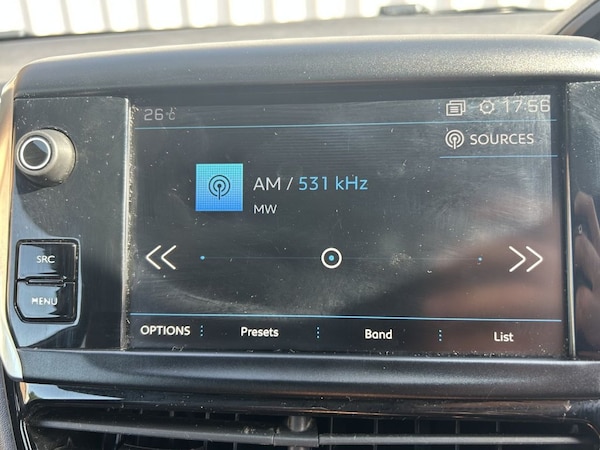 26°C 17:56
SOURCES
AM / 531 kHz
MW
SRC
MENU
OPTIONS Presets Band List